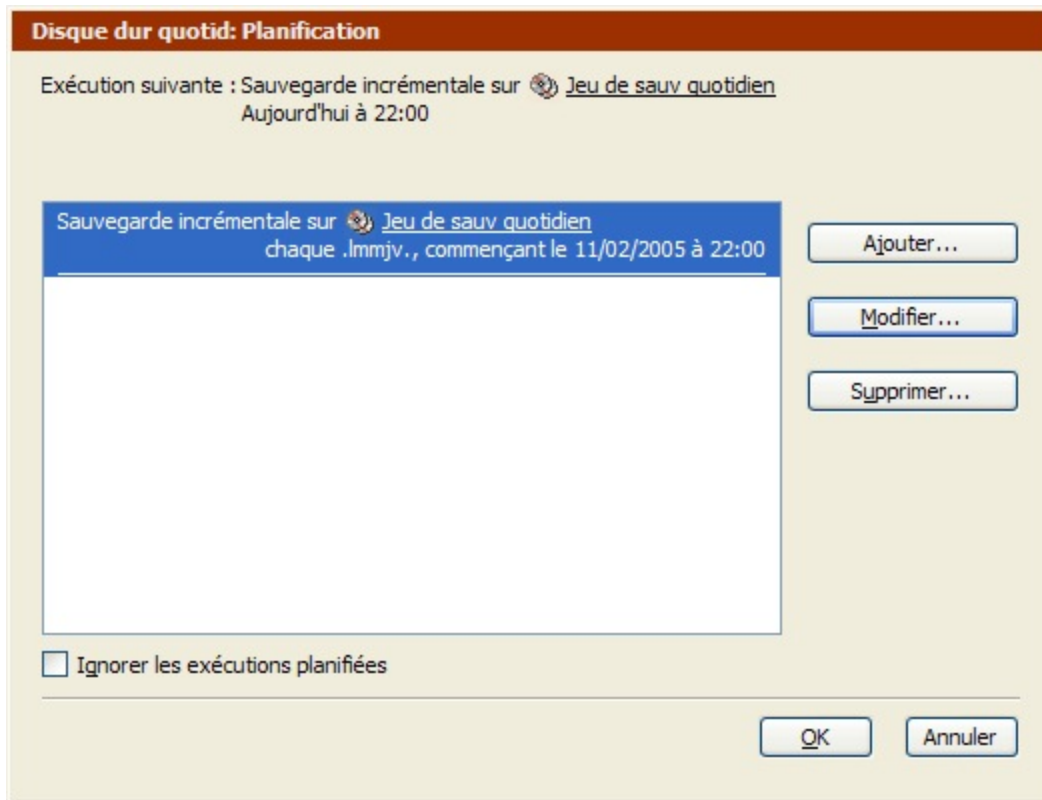 Disque dur quotid: Planification
Exécution suivante : Sauvegarde incrémentale sur Jeu de sauv quotidien
Aujourd'hui à 22:00
Sauvegarde incrémentale sur Jeu de sauv quotidien
chaque .lmmjv., commençant le 11/02/2005 à 22:00
Ajouter...
Modifier...
Supprimer...
Ignorer les exécutions planifiées
OK
Annuler